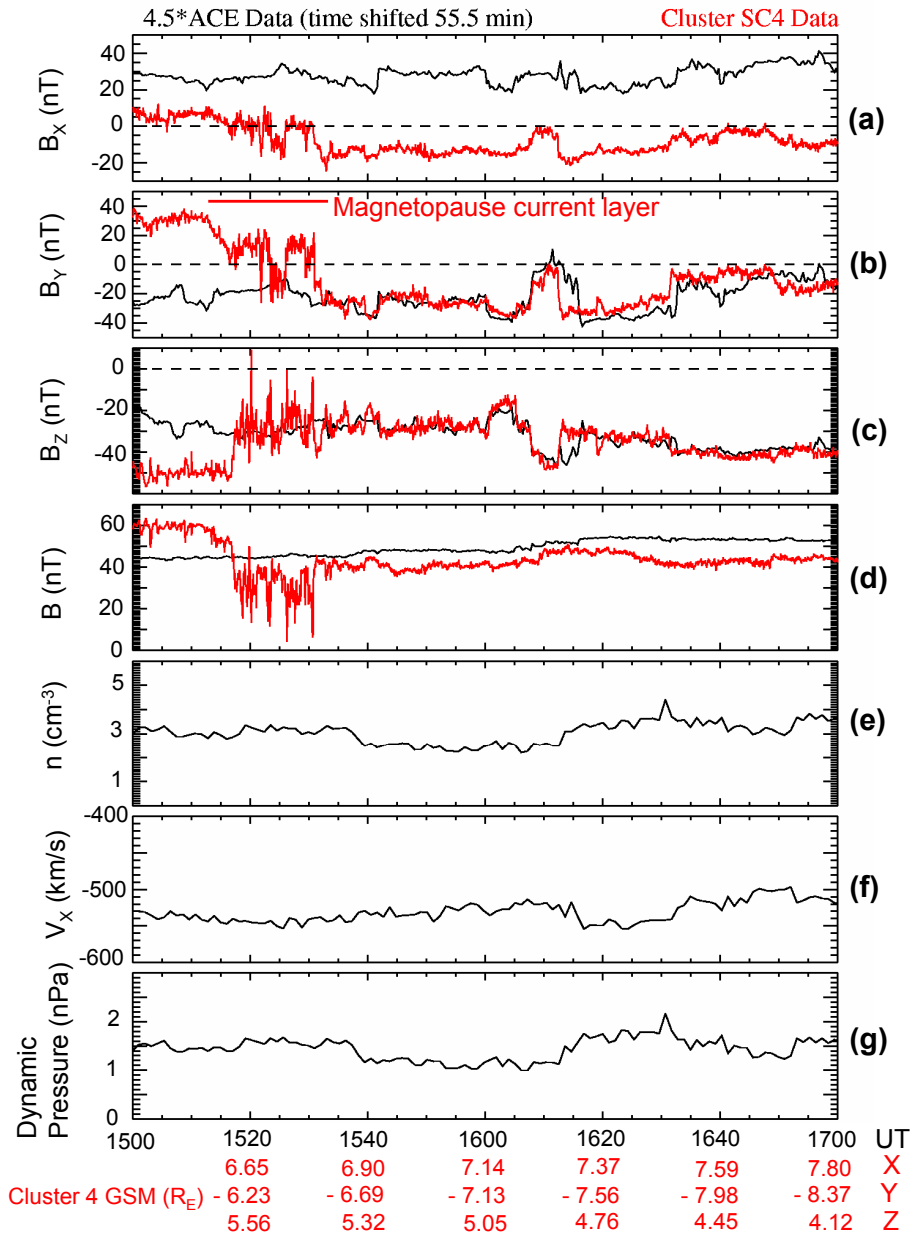 4.5*ACE Data (time shifted 55.5 min) Cluster SC4 Data
40
20
0
-20
B_X (nT)
(a)
40
20
0
-20
-40
B_Y (nT)
Magnetopause current layer
(b)
0
-20
-40
B_Z (nT)
(c)
60
40
20
0
B (nT)
(d)
5
3
1
n (cm⁻³)
(e)
-400
-500
-600
V_X (km/s)
(f)
2
1
0
Dynamic
Pressure (nPa)
(g)
1500 1520 1540 1600 1620 1640 1700 UT
6.65 6.90 7.14 7.37 7.59 7.80 X
Cluster 4 GSM (R_E) - 6.23 - 6.69 - 7.13 - 7.56 - 7.98 - 8.37 Y
5.56 5.32 5.05 4.76 4.45 4.12 Z